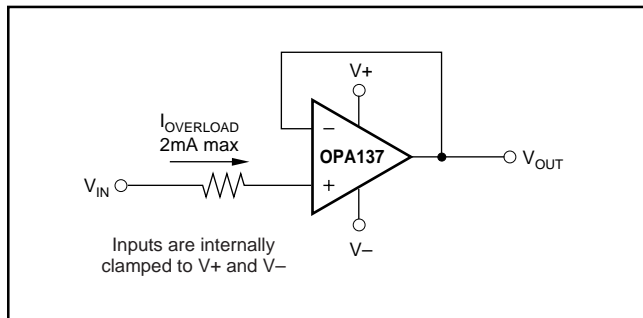 V+
IOVERLOAD
2mA max
–
OPA137
VOUT
VIN
+
Inputs are internally
clamped to V+ and V–
V–